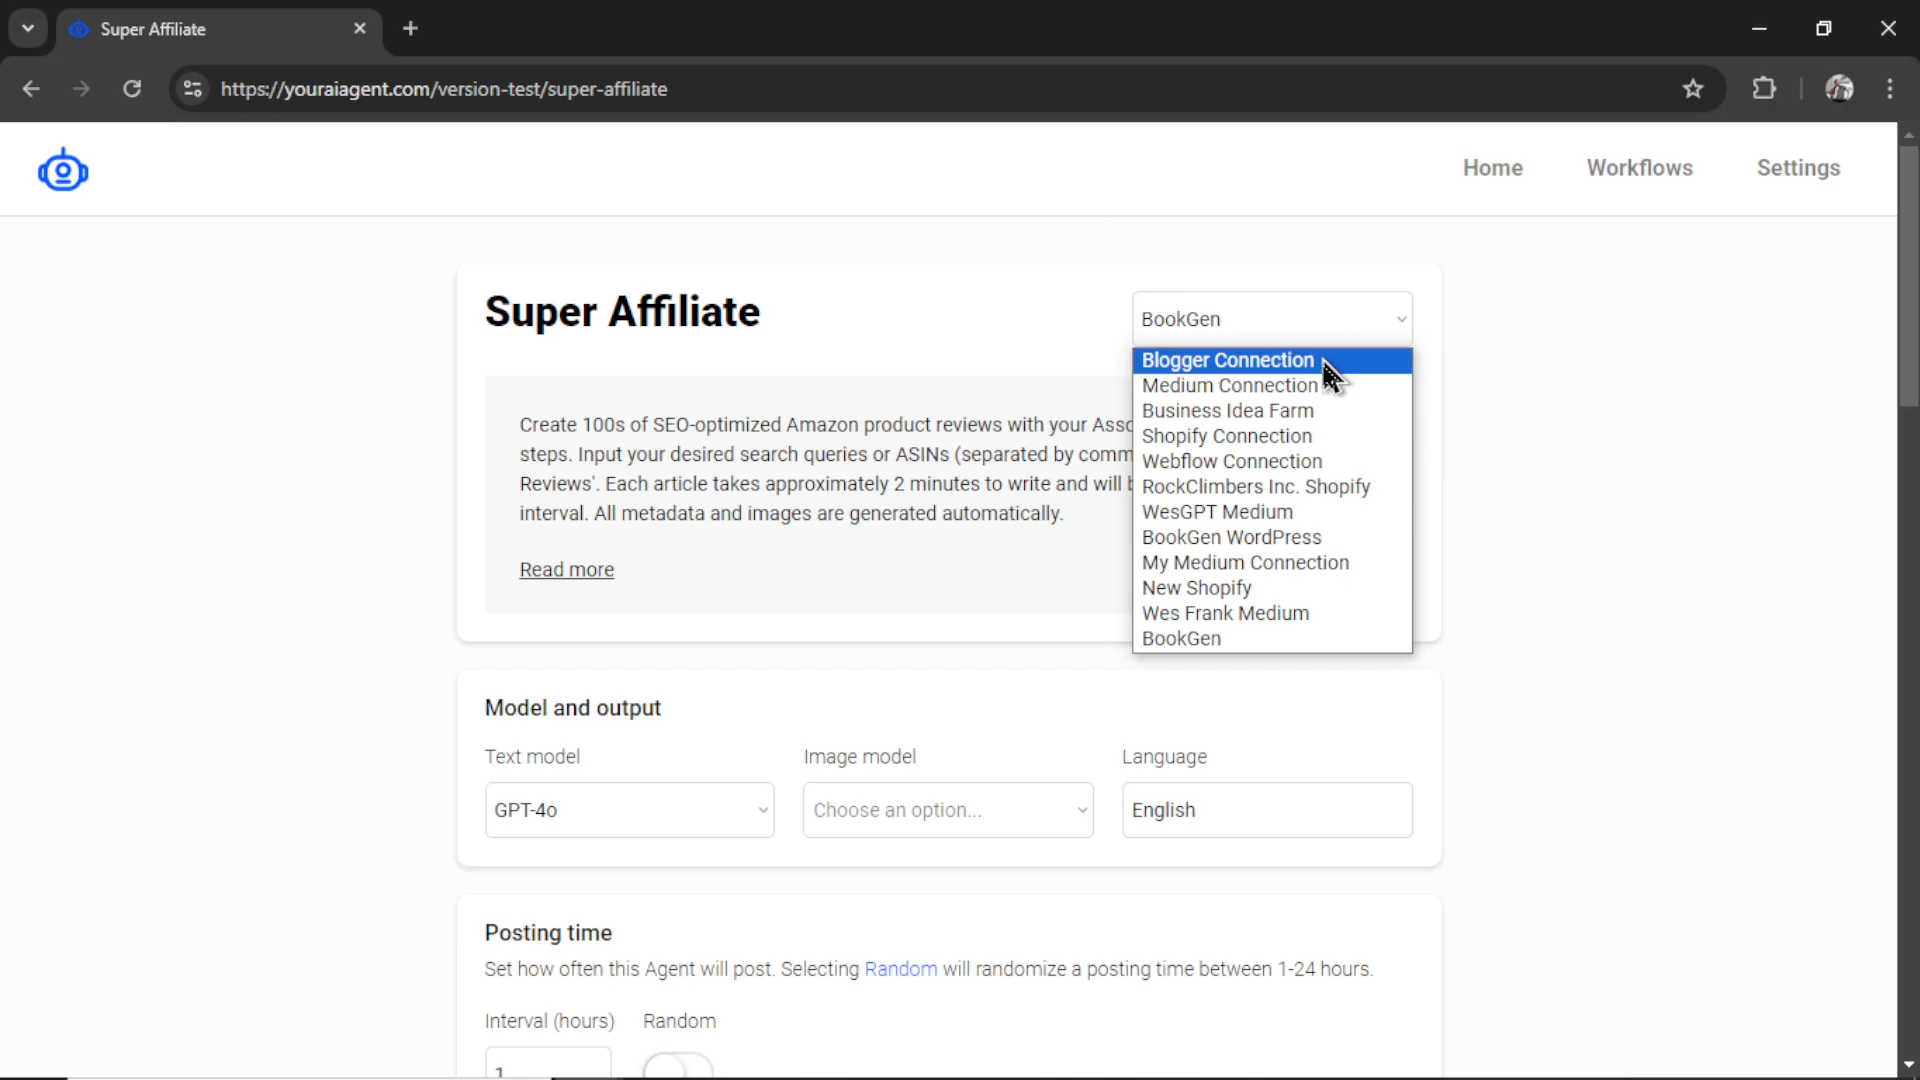 Super Affiliate
https://youraiagent.com/version-test/super-affiliate
Home
Workflows
Settings
Super Affiliate
BookGen
Blogger Connection
Medium Connection
Business Idea Farm
Shopify Connection
Webflow Connection
RockClimbers Inc. Shopify
WesGPT Medium
BookGen WordPress
My Medium Connection
New Shopify
Wes Frank Medium
BookGen
Create 100s of SEO-optimized Amazon product reviews with your
steps. Input your desired search queries or ASINs (separated by
Reviews'. Each article takes approximately 2 minutes to write and will
interval. All metadata and images are generated automatically.
Read more
Model and output
Text model
Image model
Language
GPT-4o
Choose an option...
English
Posting time
Set how often this Agent will post. Selecting Random will randomize a posting time between 1-24 hours.
Interval (hours)
Random
1